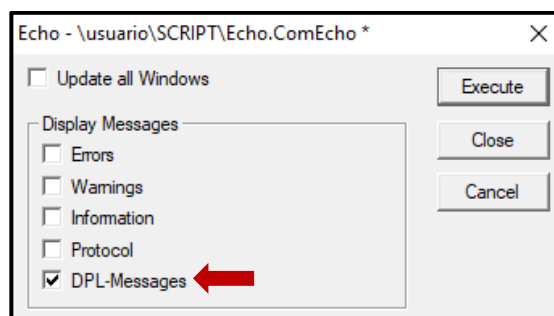 Echo - \usuario\SCRIPT\Echo.ComEcho *
Update all Windows
Execute
Display Messages
Close
Errors
Warnings
Cancel
Information
Protocol
DPL-Messages